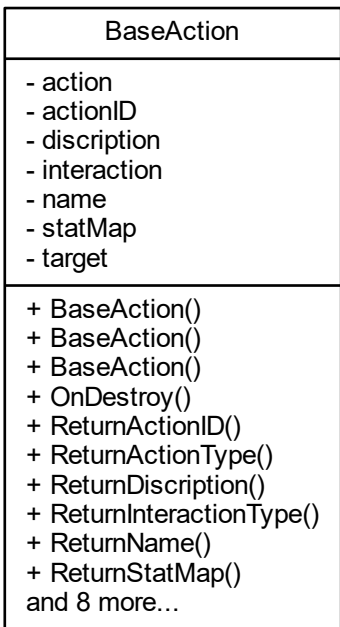 BaseAction
- action
- actionID
- discription
- interaction
- name
- statMap
- target
+ BaseAction()
+ BaseAction()
+ BaseAction()
+ OnDestroy()
+ ReturnActionID()
+ ReturnActionType()
+ ReturnDiscription()
+ ReturnInteractionType()
+ ReturnName()
+ ReturnStatMap()
and 8 more...